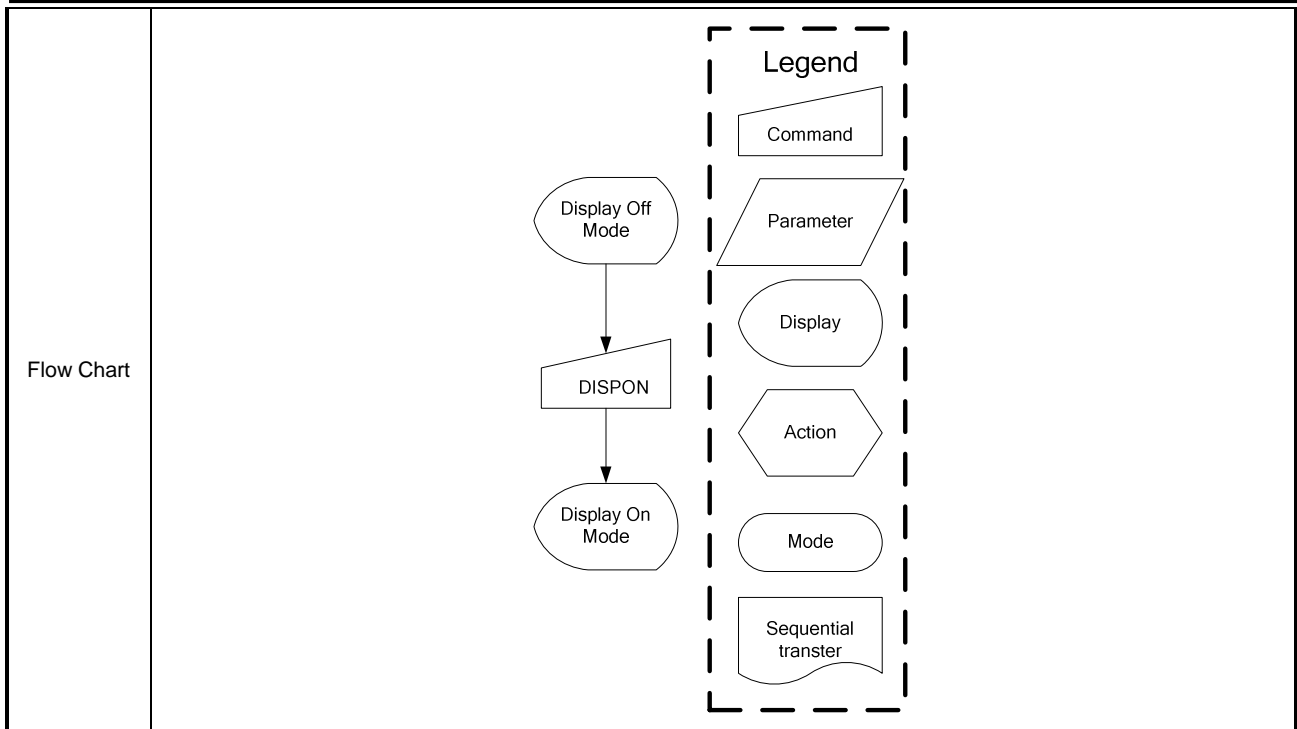 Flow Chart
Display Off
Mode
DISPON
Display On
Mode
Legend
Command
Parameter
Display
Action
Mode
Sequential
transter